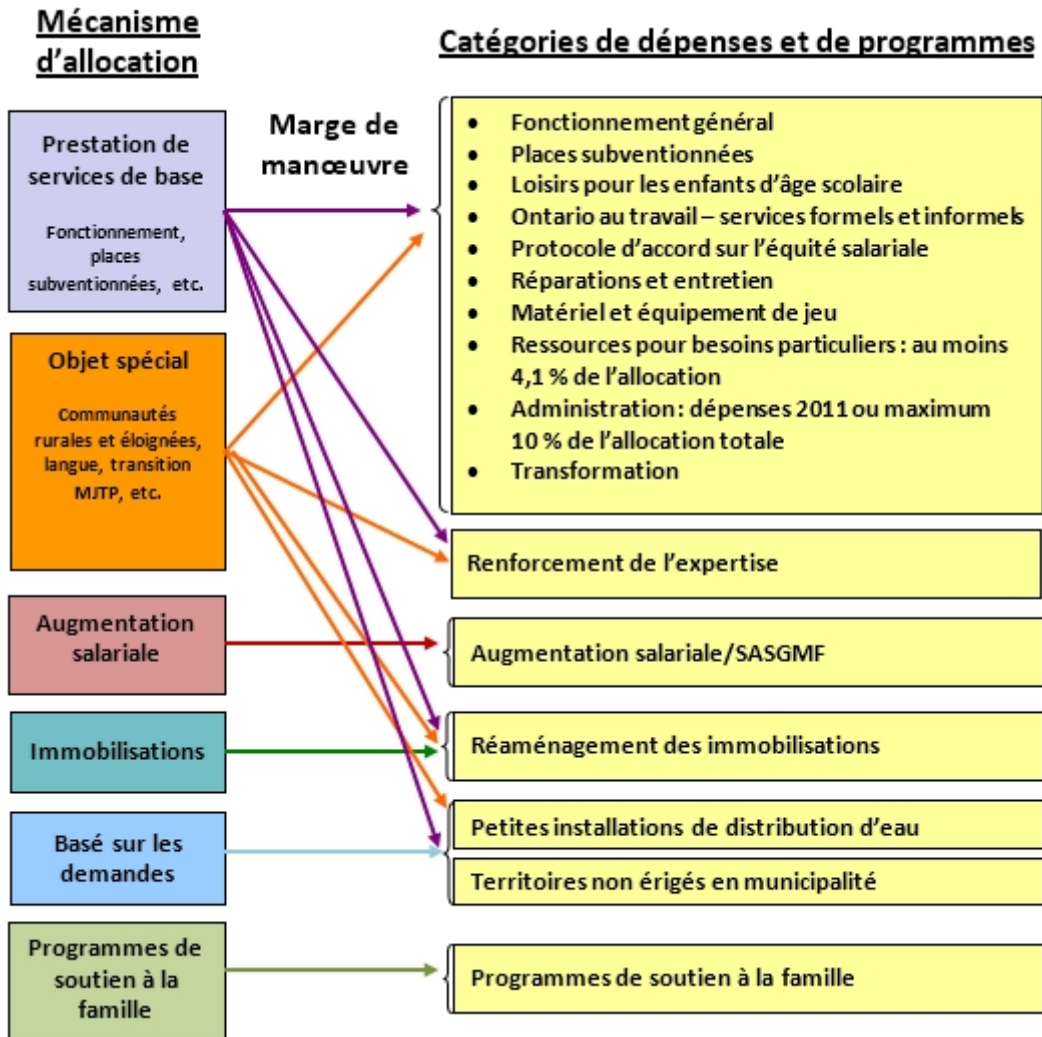 Mécanisme
d'allocation
Catégories de dépenses et de programmes
Marge de
manœuvre
Prestation de
services de base
Fonctionnement,
places
subventionnées, etc.
Objet spécial
Communautés
rurales et éloignées,
langue, transition
MJTP, etc.
Augmentation
salariale
Immobilisations
Basé sur les
demandes
Programmes de
soutien à la
famille
• Fonctionnement général
• Places subventionnées
• Loisirs pour les enfants d'âge scolaire
• Ontario au travail – services formels et informels
• Protocole d'accord sur l'équité salariale
• Réparations et entretien
• Matériel et équipement de jeu
• Ressources pour besoins particuliers : au moins
4,1 % de l'allocation
• Administration : dépenses 2011 ou maximum
10 % de l'allocation totale
• Transformation
Renforcement de l'expertise
Augmentation salariale/SASGMF
Réaménagement des immobilisations
Petites installations de distribution d'eau
Territoires non érigés en municipalité
Programmes de soutien à la famille